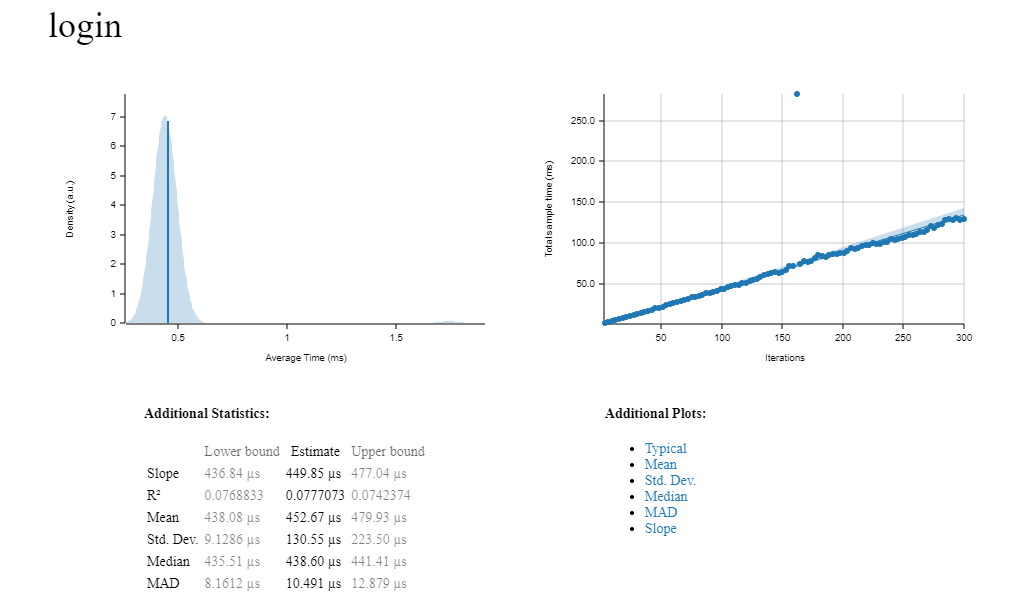 login
7
6
5
4
3
2
1
0
Density (a.u.)
0.5
1
1.5
Average Time (ms)
250.0
200.0
150.0
100.0
50.0
Total sample time (ms)
50
100
150
200
250
300
Iterations
Additional Statistics:
Lower bound Estimate Upper bound
Slope 436.84 µs 449.85 µs 477.04 µs
R² 0.0768833 0.0777073 0.0742374
Mean 438.08 µs 452.67 µs 479.93 µs
Std. Dev. 9.1286 µs 130.55 µs 223.50 µs
Median 435.51 µs 438.60 µs 441.41 µs
MAD 8.1612 µs 10.491 µs 12.879 µs
Additional Plots:
Typical
Mean
Std. Dev.
Median
MAD
Slope